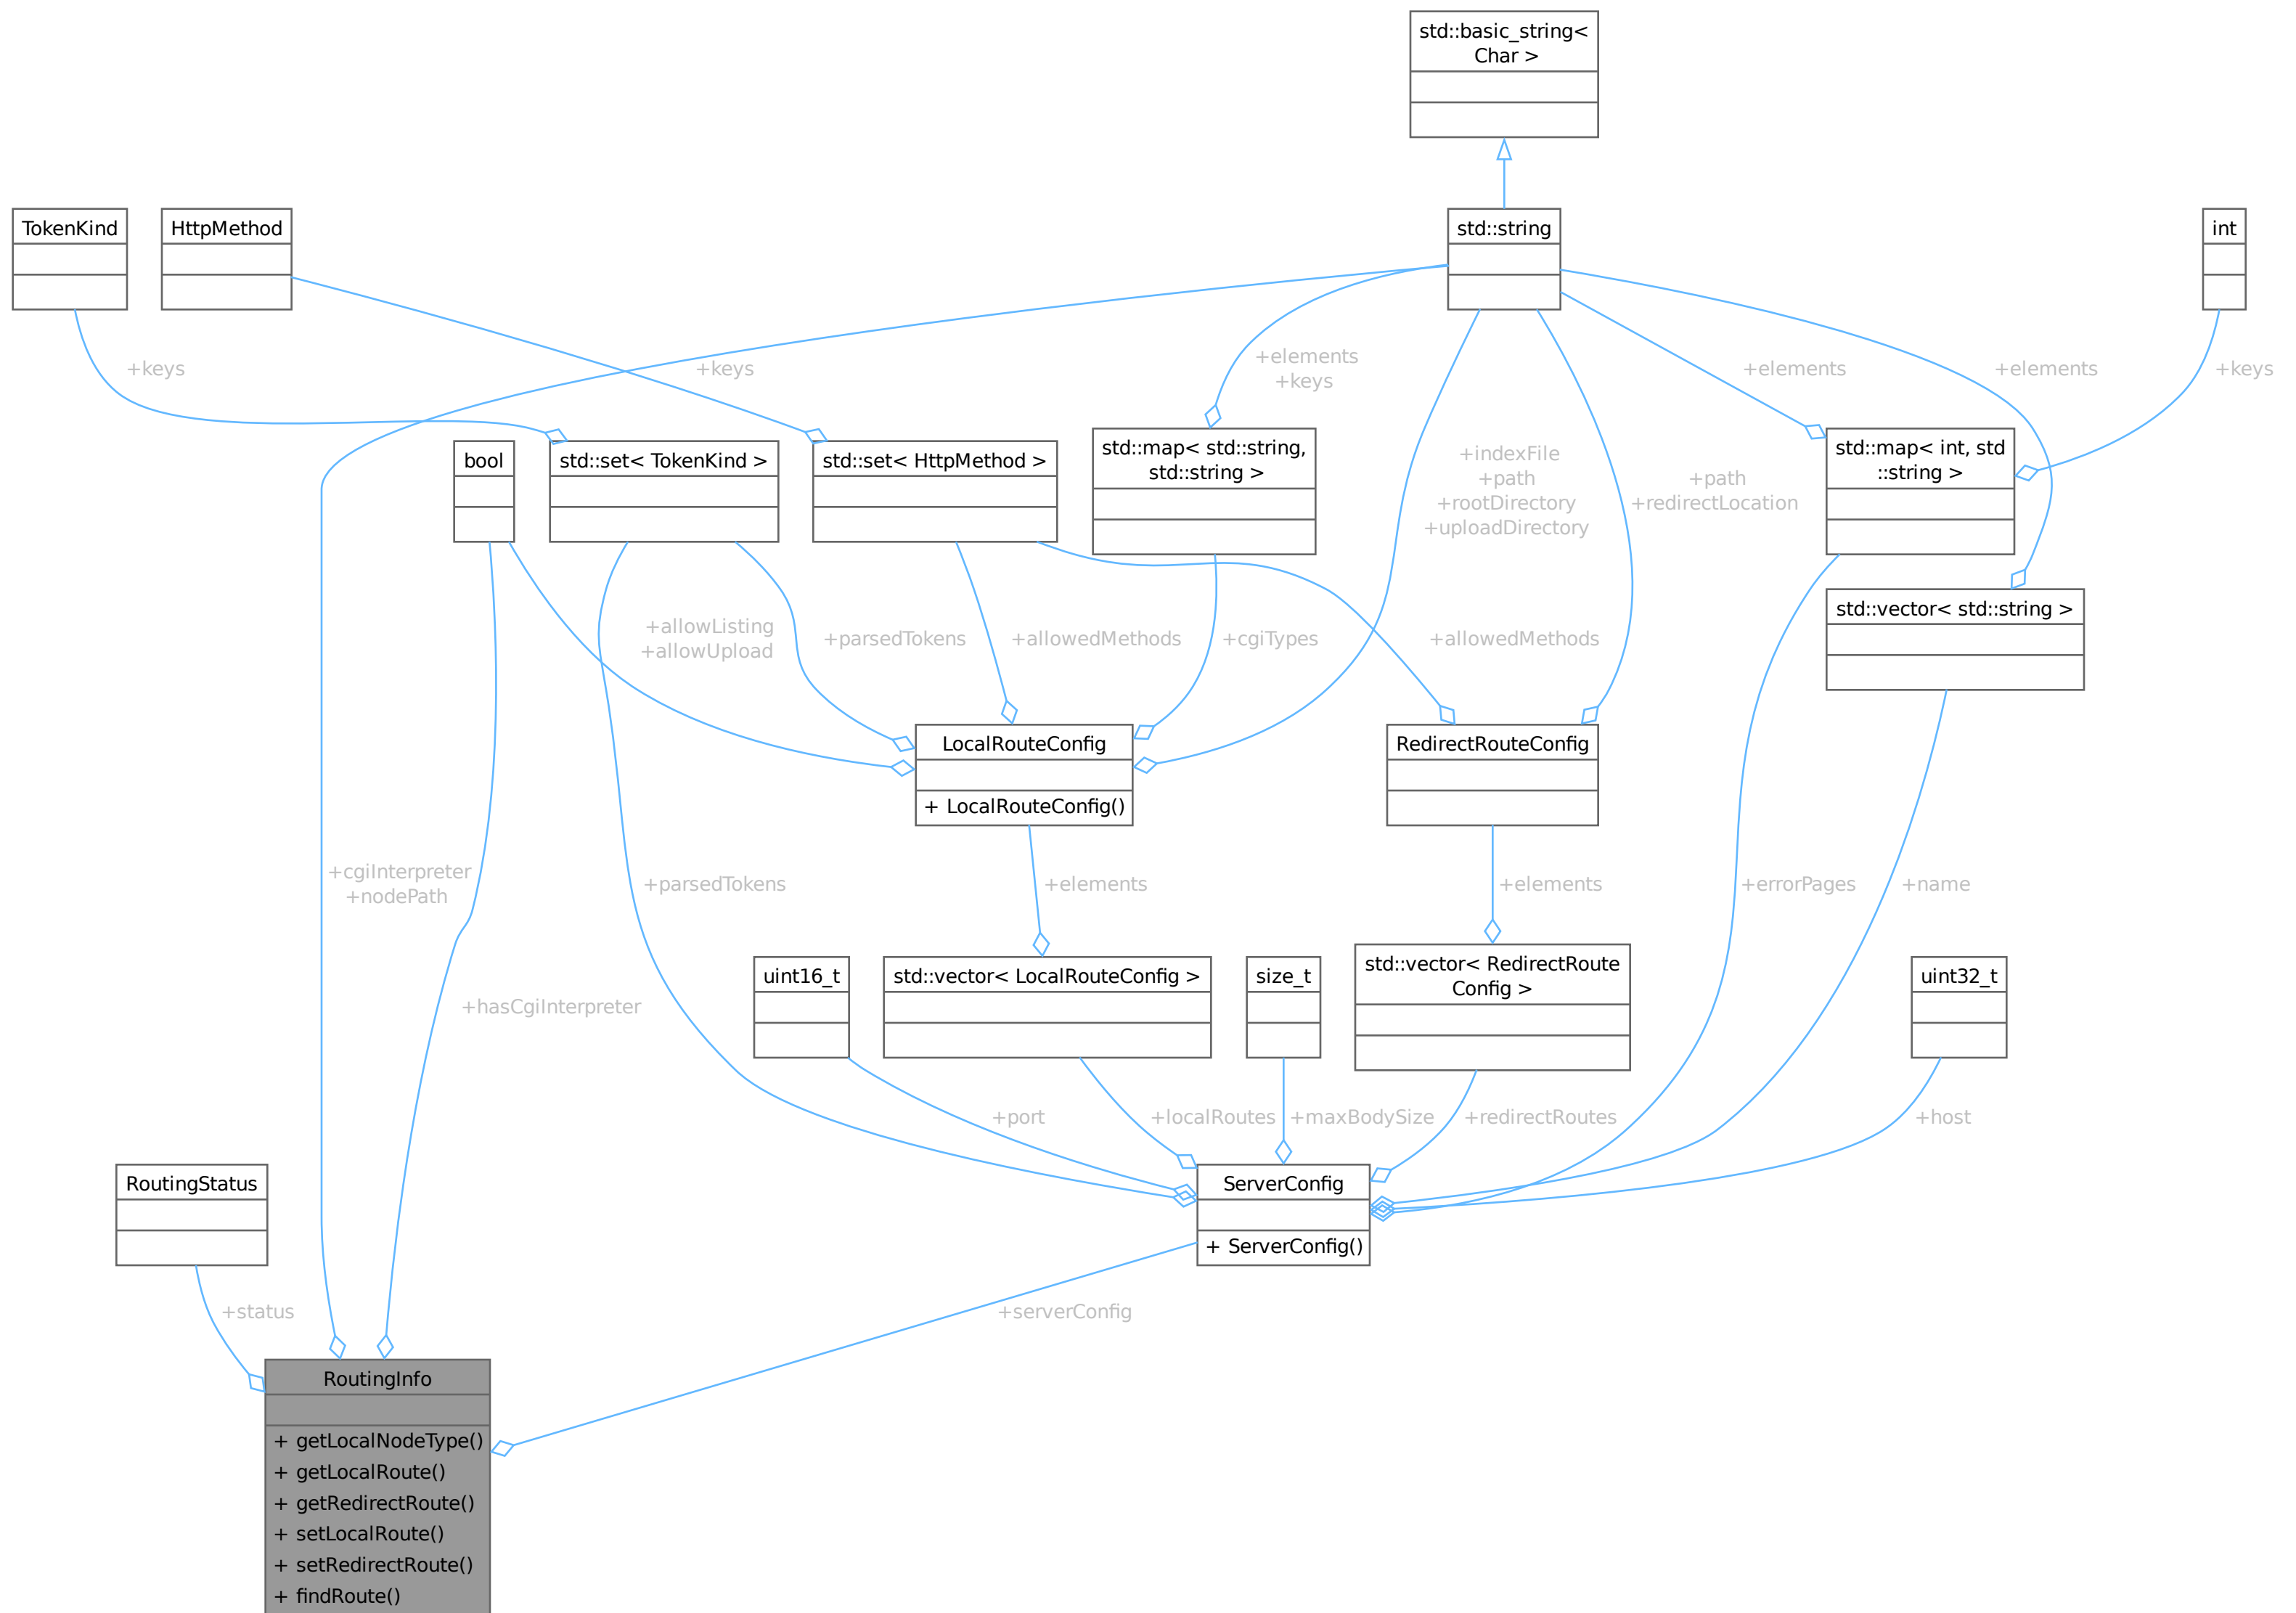 std::basic_string<
Char >
TokenKind
HttpMethod
std::string
int
+keys
+keys
+elements
+keys
+elements
+elements
+keys
bool
std::set< TokenKind >
std::set< HttpMethod >
std::map< std::string,
std::string >
+indexFile
+path
+rootDirectory
+uploadDirectory
+path
+redirectLocation
std::map< int, std
::string >
std::vector< std::string >
+allowListing
+allowUpload
+parsedTokens
+allowedMethods
+cgiTypes
+allowedMethods
LocalRouteConfig
+ LocalRouteConfig()
RedirectRouteConfig
+cgiInterpreter
+nodePath
+parsedTokens
+elements
+elements
+errorPages
+name
+hasCgiInterpreter
uint16_t
std::vector< LocalRouteConfig >
size_t
std::vector< RedirectRoute
Config >
uint32_t
+port
+localRoutes
+maxBodySize
+redirectRoutes
+host
RoutingStatus
ServerConfig
+ ServerConfig()
+status
+serverConfig
RoutingInfo
+ getLocalNodeType()
+ getLocalRoute()
+ getRedirectRoute()
+ setLocalRoute()
+ setRedirectRoute()
+ findRoute()